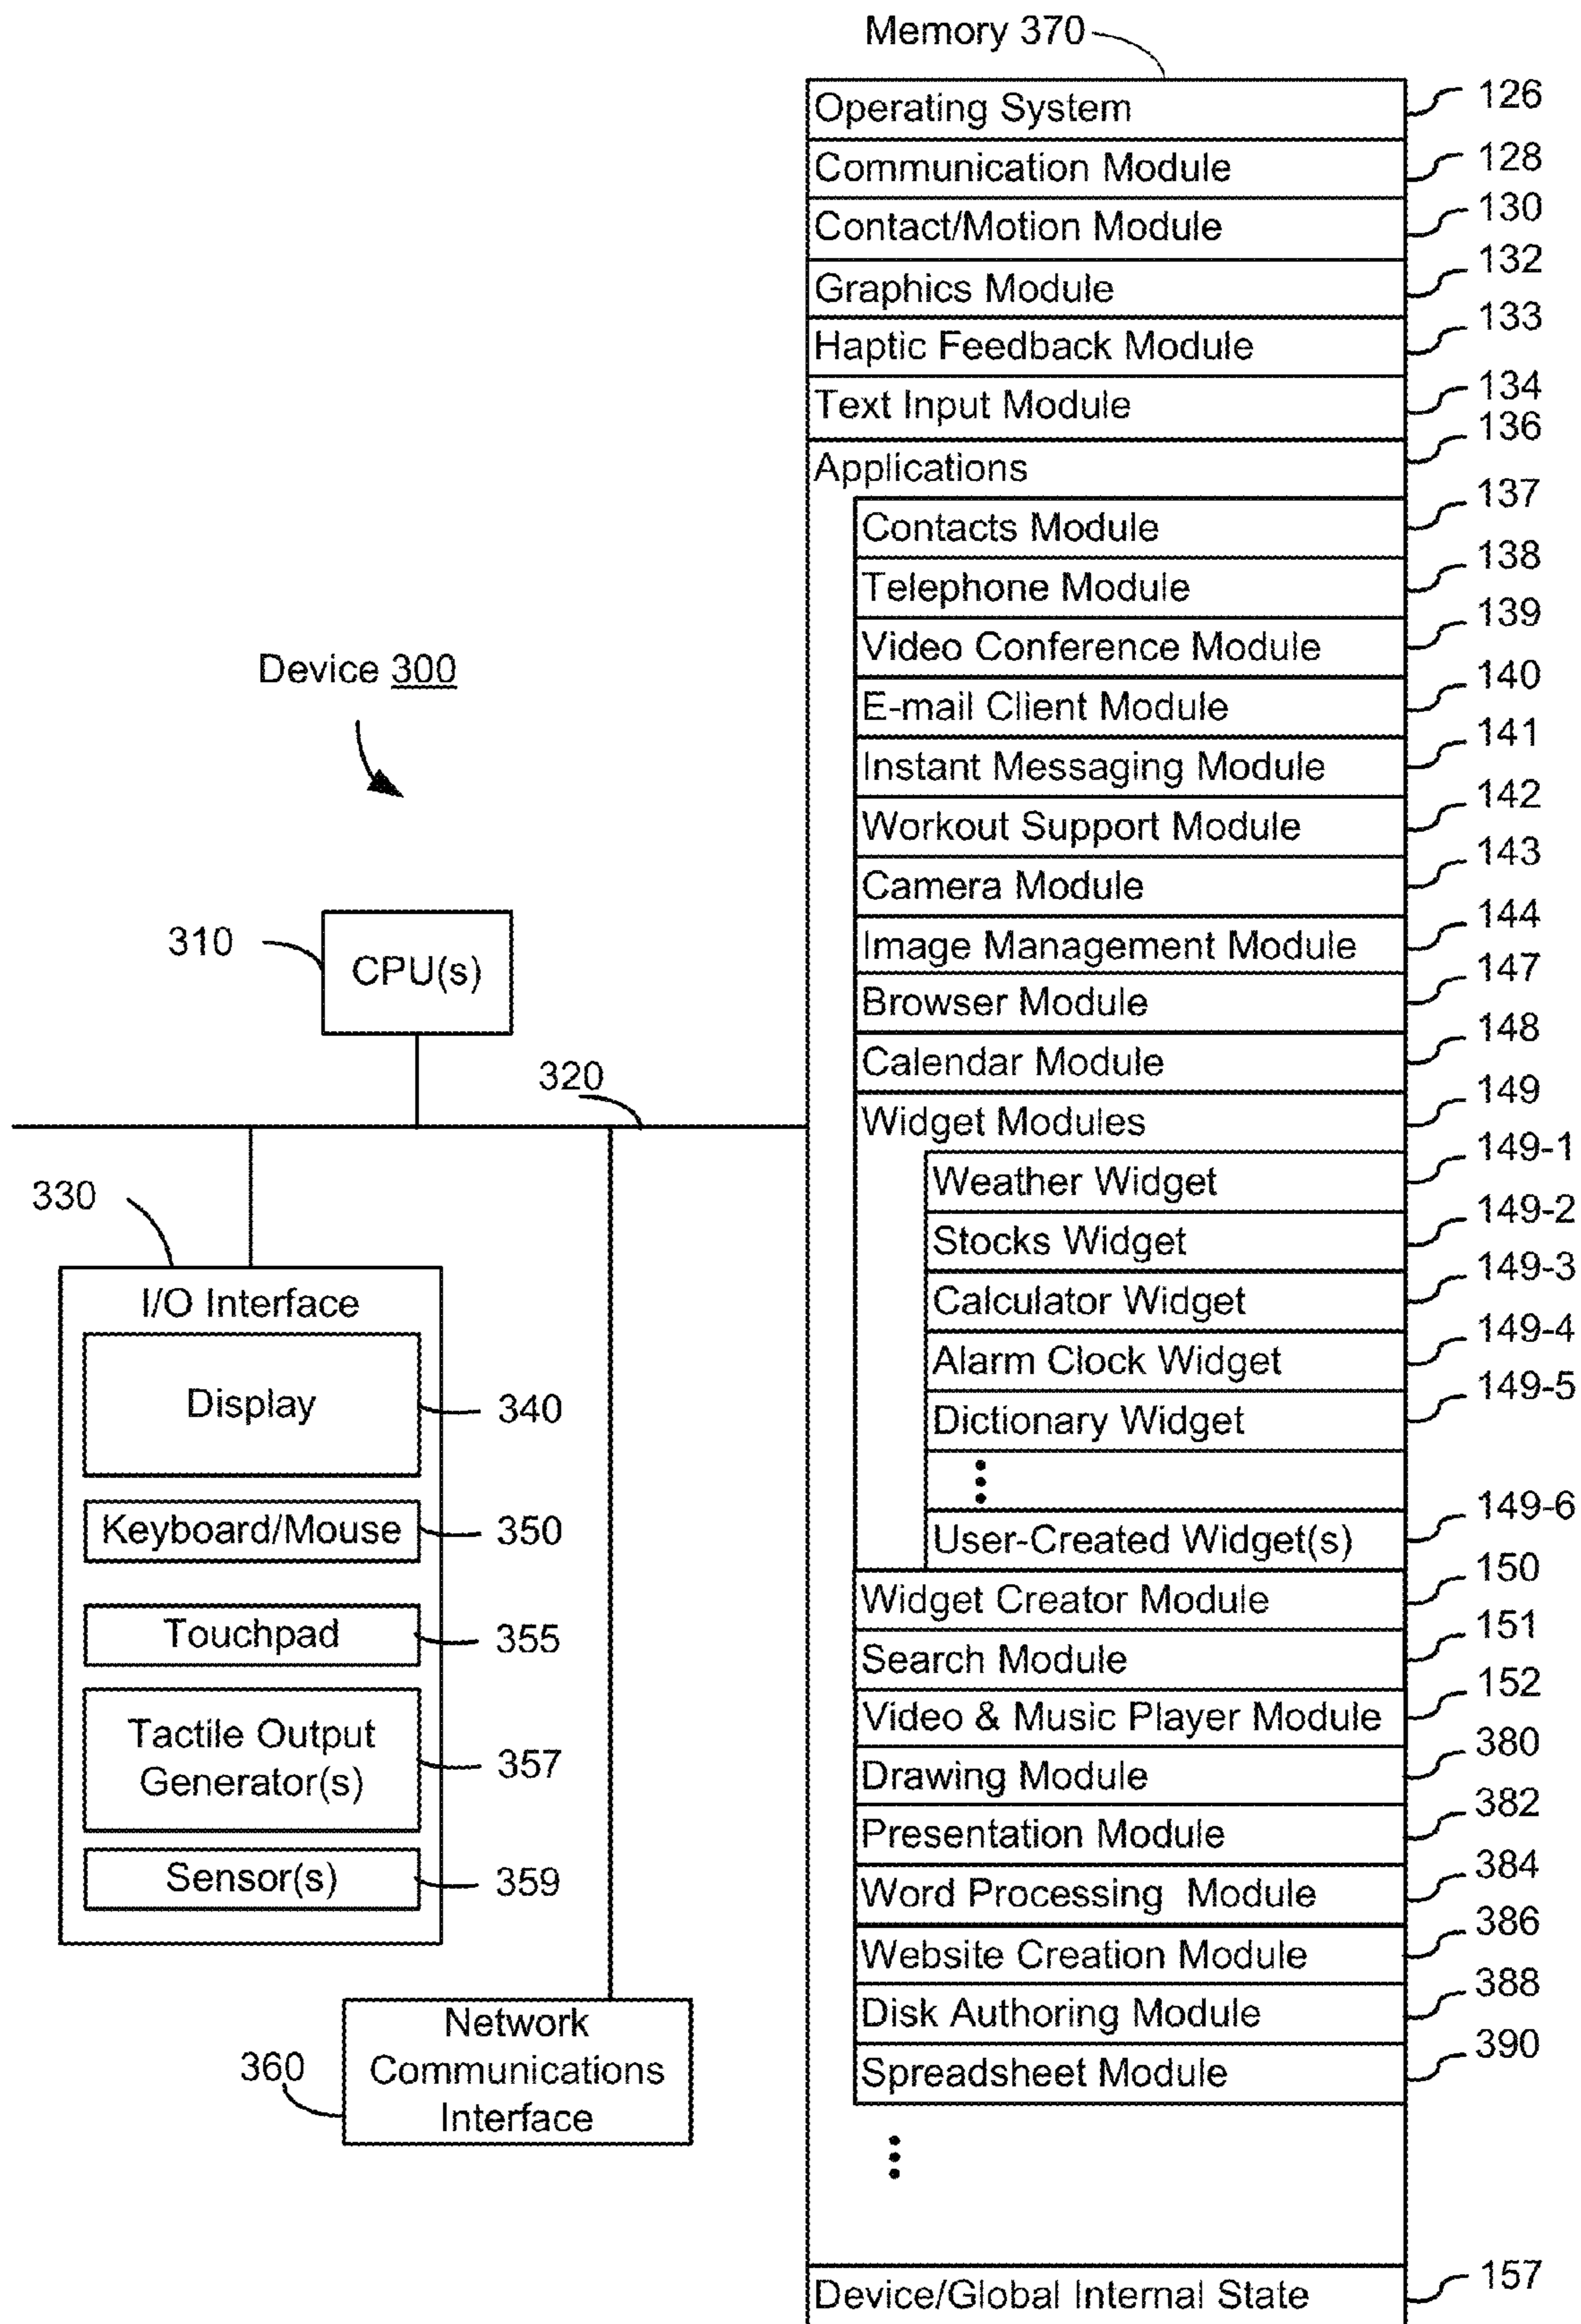 Memory 370
Operating System 126
Communication Module 128
Contact/Motion Module 130
Graphics Module 132
Haptic Feedback Module 133
Text Input Module 134
Applications 136
Contacts Module 137
Telephone Module 138
Video Conference Module 139
E-mail Client Module 140
Instant Messaging Module 141
Workout Support Module 142
Camera Module 143
Image Management Module 144
Browser Module 147
Calendar Module 148
Widget Modules 149
Weather Widget 149-1
Stocks Widget 149-2
Calculator Widget 149-3
Alarm Clock Widget 149-4
Dictionary Widget 149-5
User-Created Widget(s) 149-6
Widget Creator Module 150
Search Module 151
Video & Music Player Module 152
Drawing Module 380
Presentation Module 382
Word Processing Module 384
Website Creation Module 386
Disk Authoring Module 388
Spreadsheet Module 390
Device/Global Internal State 157
Device 300
310
CPU(s)
320
330
I/O Interface
Display 340
Keyboard/Mouse 350
Touchpad 355
Tactile Output
Generator(s) 357
Sensor(s) 359
360
Network
Communications
Interface